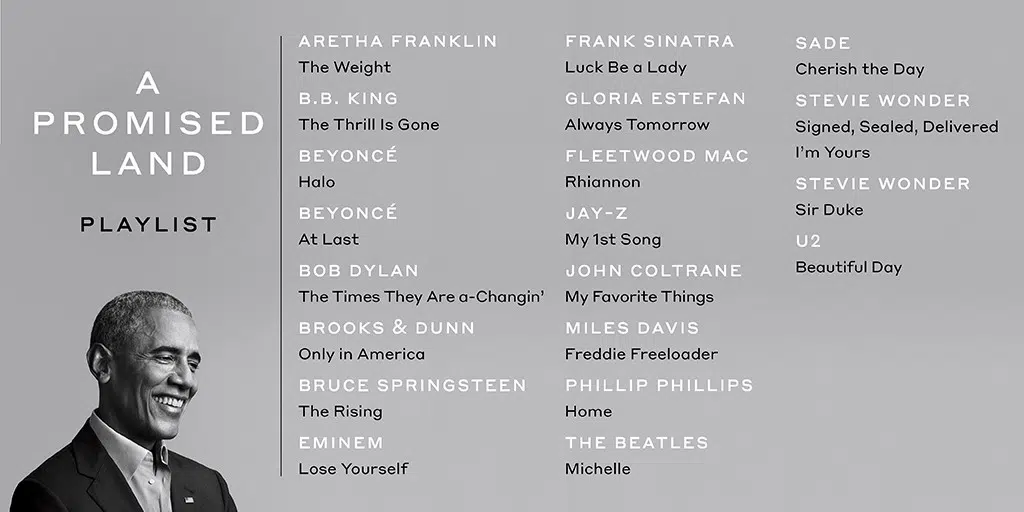 A
PROMISED
LAND
PLAYLIST
ARETHA FRANKLIN
The Weight
B.B. KING
The Thrill Is Gone
BEYONCÉ
Halo
BEYONCÉ
At Last
BOB DYLAN
The Times They Are a-Changin'
BROOKS & DUNN
Only in America
BRUCE SPRINGSTEEN
The Rising
EMINEM
Lose Yourself
FRANK SINATRA
Luck Be a Lady
GLORIA ESTEFAN
Always Tomorrow
FLEETWOOD MAC
Rhiannon
JAY-Z
My 1st Song
JOHN COLTRANE
My Favorite Things
MILES DAVIS
Freddie Freeloader
PHILLIP PHILLIPS
Home
THE BEATLES
Michelle
SADE
Cherish the Day
STEVIE WONDER
Signed, Sealed, Delivered
I'm Yours
STEVIE WONDER
Sir Duke
U2
Beautiful Day